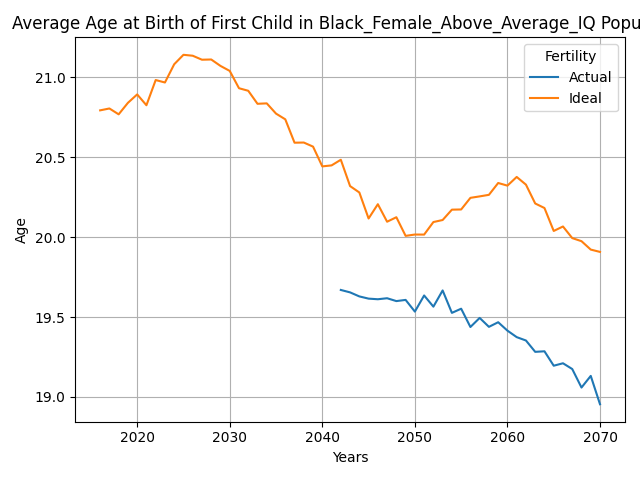 Average Age at Birth of First Child in Black_Female_Above_Average_IQ Popu
Fertility
Actual
Ideal
21.0
20.5
20.0
19.5
19.0
Age
2020 2030 2040 2050 2060 2070
Years